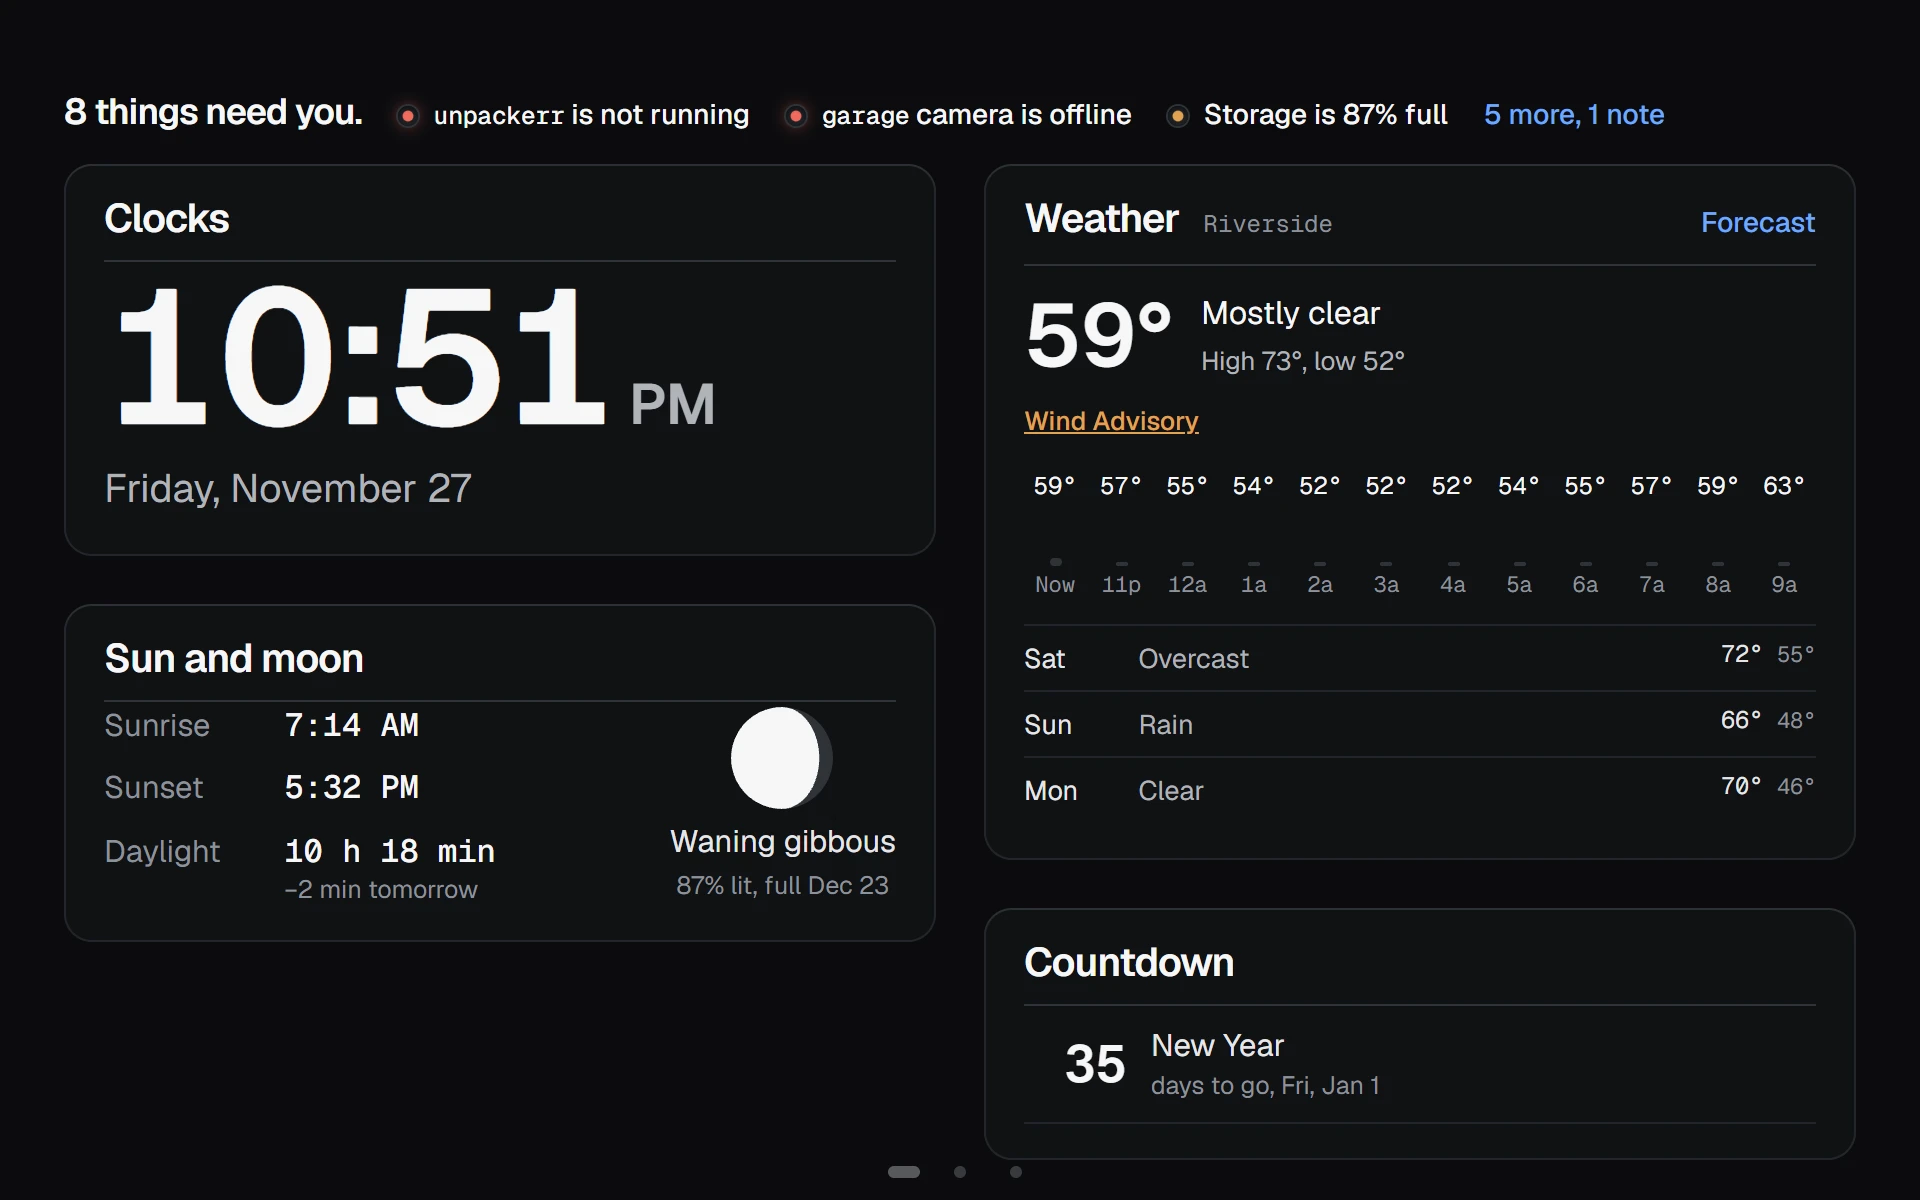 8 things need you. unpackerr is not running garage camera is offline Storage is 87% full 5 more, 1 note
Clocks
10:51 PM
Friday, November 27
Sun and moon
Sunrise 7:14 AM
Sunset 5:32 PM
Daylight 10 h 18 min
−2 min tomorrow
Waning gibbous
87% lit, full Dec 23
Weather Riverside Forecast
59° Mostly clear
High 73°, low 52°
Wind Advisory
59° 57° 55° 54° 52° 52° 52° 54° 55° 57° 59° 63°
Now 11p 12a 1a 2a 3a 4a 5a 6a 7a 8a 9a
Sat Overcast 72° 55°
Sun Rain 66° 48°
Mon Clear 70° 46°
Countdown
35 New Year
days to go, Fri, Jan 1